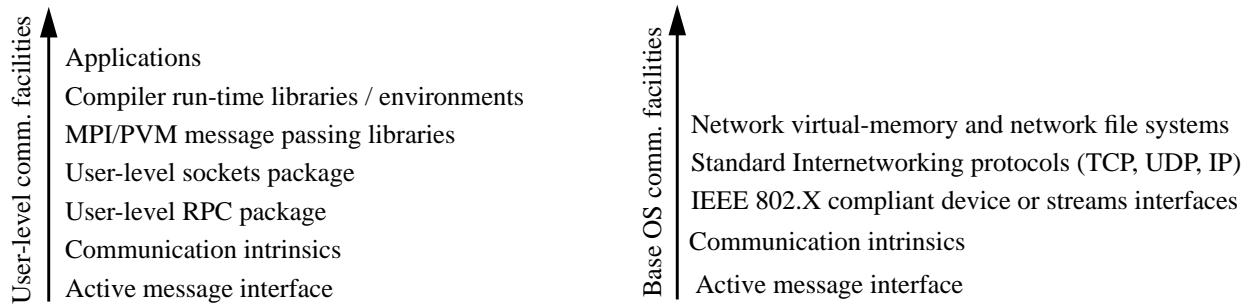 User-level comm. facilities
Applications
Compiler run-time libraries / environments
MPI/PVM message passing libraries
User-level sockets package
User-level RPC package
Communication intrinsics
Active message interface
Base OS comm. facilities
Network virtual-memory and network file systems
Standard Internetworking protocols (TCP, UDP, IP)
IEEE 802.X compliant device or streams interfaces
Communication intrinsics
Active message interface